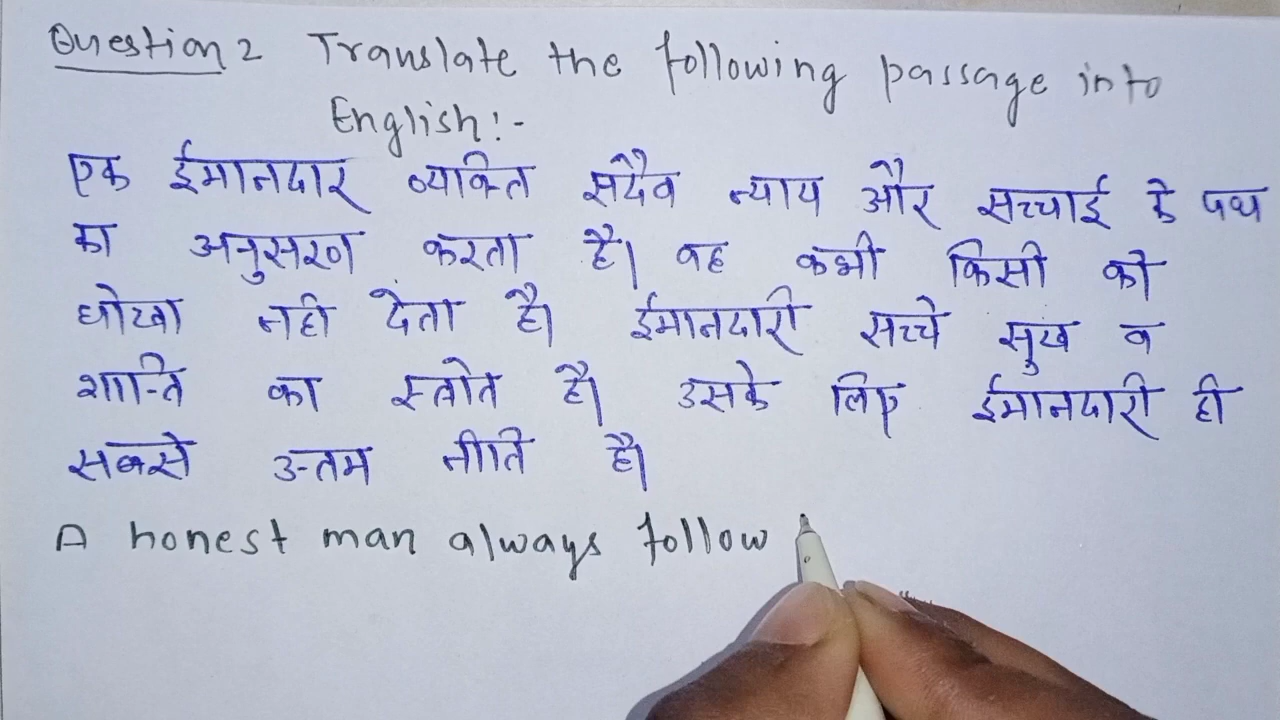 Question 2 Translate the following passage into
English:-
एक ईमानदार व्यक्ति सदैव न्याय और सच्चाई के पथ
का अनुसरण करता है। वह कभी किसी को
धोखा नही देता है। ईमानदारी सच्चे सुख व
शान्ति का स्त्रोत है। उसके लिए ईमानदारी ही
सबसे उत्तम नीति है।
A honest man always follow